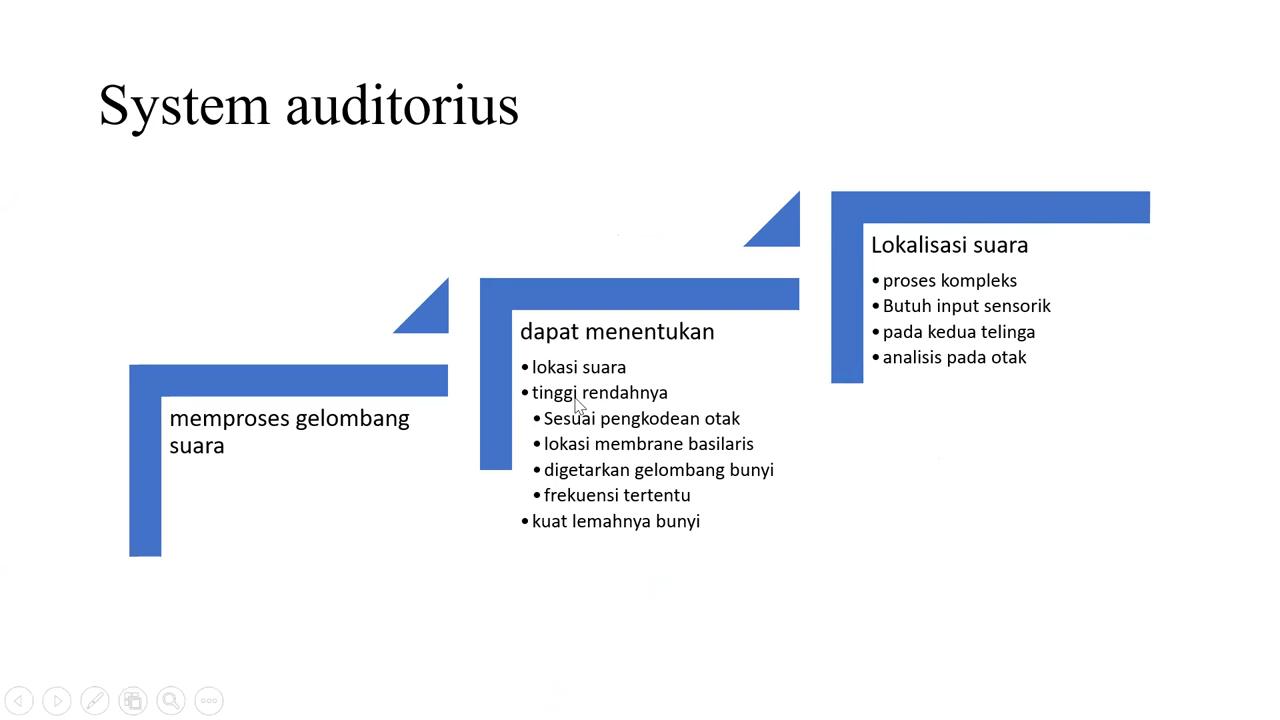 System auditorius
memproses gelombang
suara
dapat menentukan
•lokasi suara
•tinggi rendahnya
•Sesuai pengkodean otak
•lokasi membrane basilaris
•digetarkan gelombang bunyi
•frekuensi tertentu
•kuat lemahnya bunyi
Lokalisasi suara
•proses kompleks
•Butuh input sensorik
•pada kedua telinga
•analisis pada otak